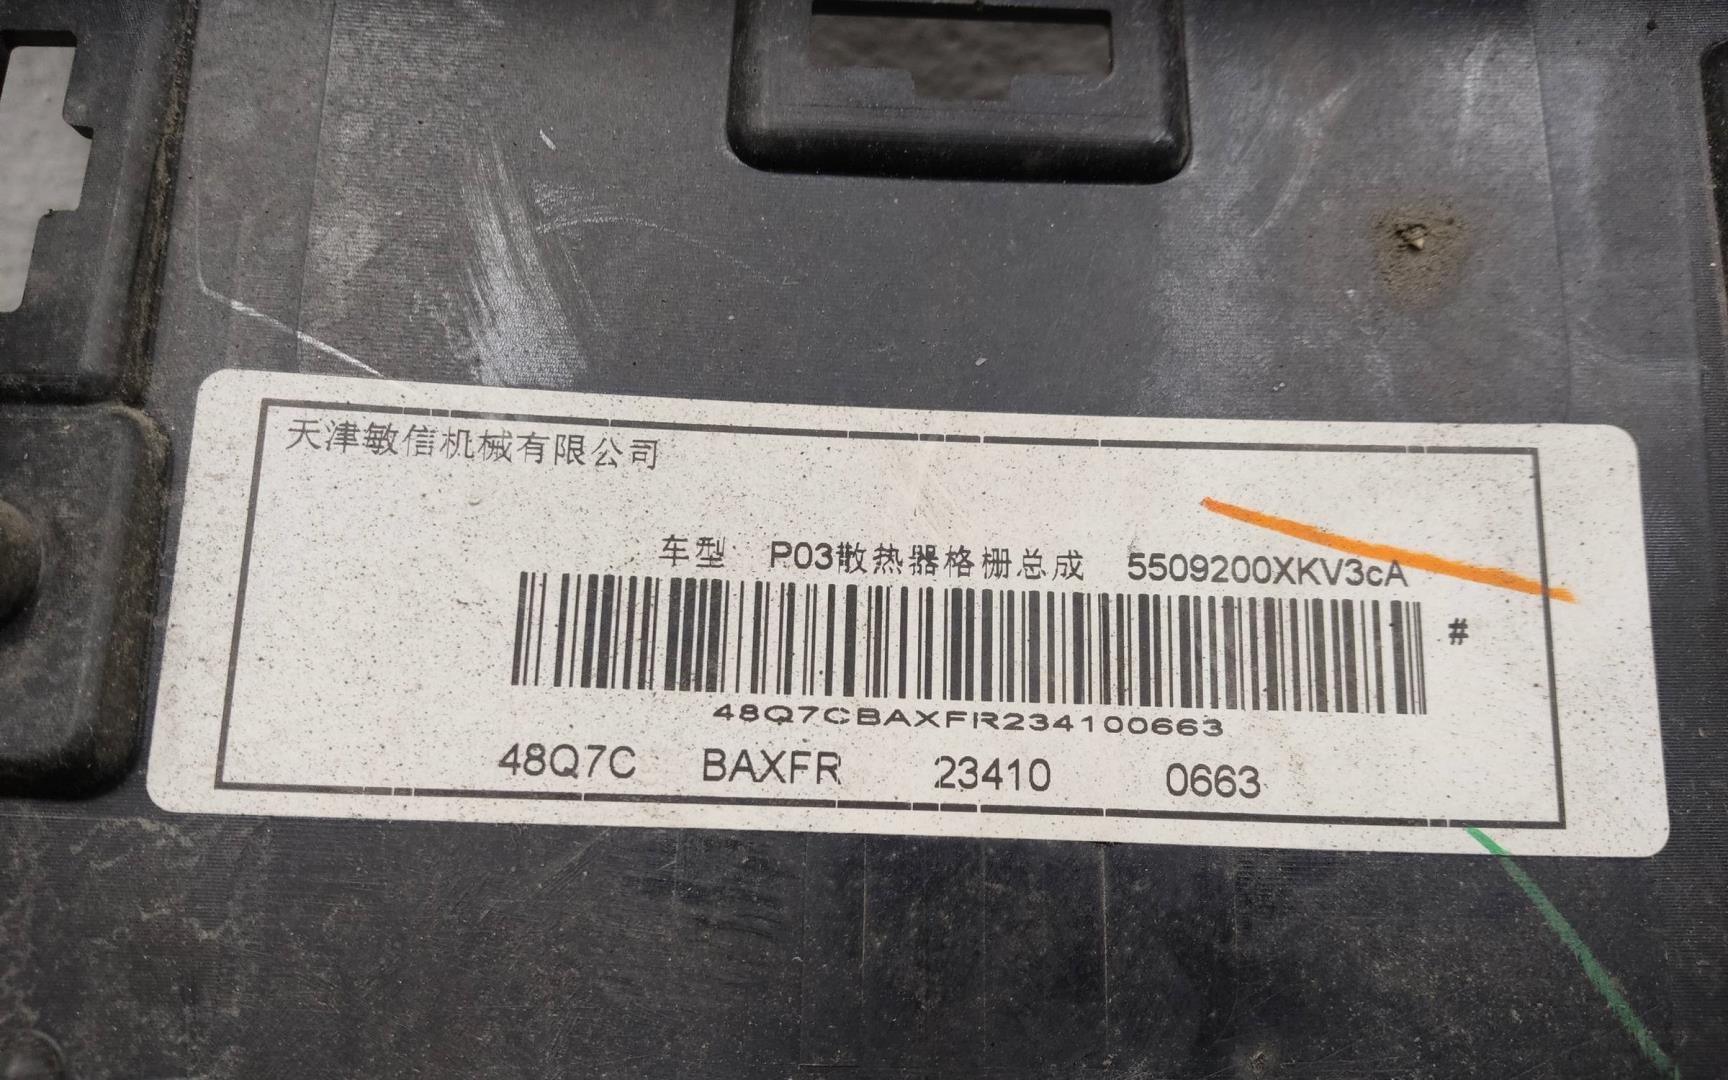 天津敏信机械有限公司
车型 P03散热器格栅总成 5509200XKV3cA
#
48Q7CBAXFR234100663
48Q7C BAXFR 23410 0663